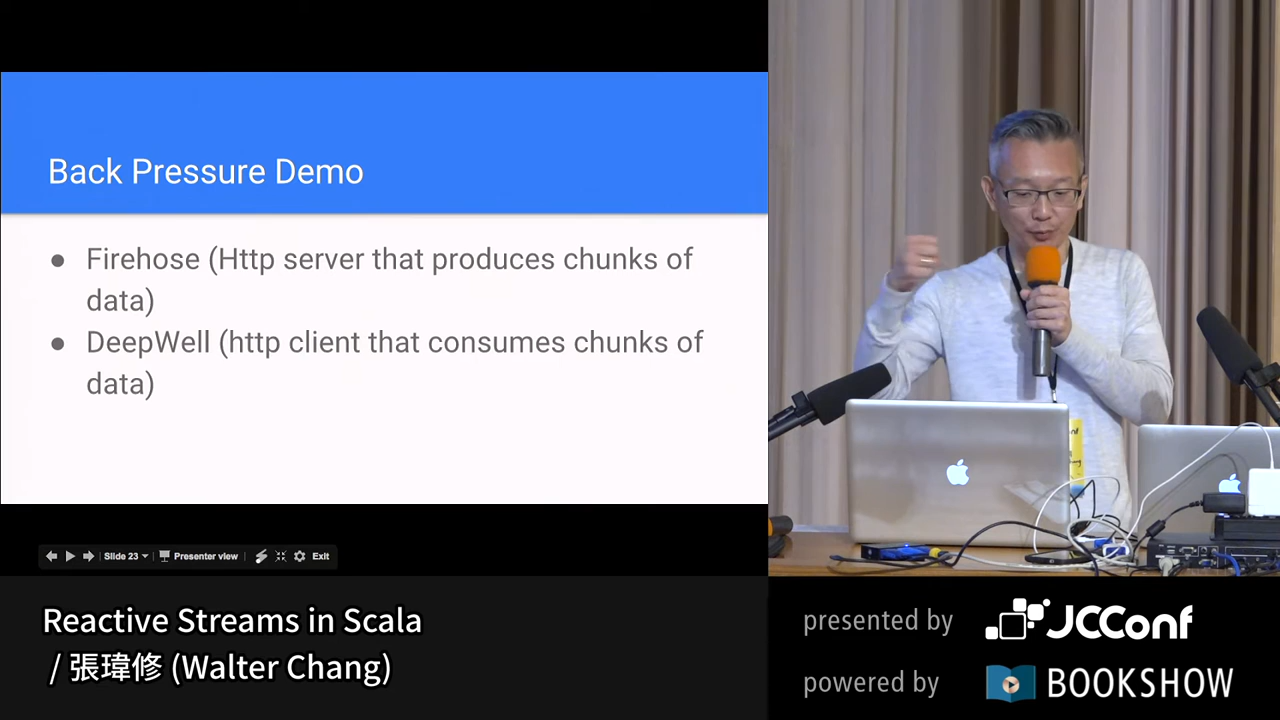 Back Pressure Demo
● Firehose (Http server that produces chunks of
data)
● DeepWell (http client that consumes chunks of
data)
Slide 23
Presenter view
Exit
Reactive Streams in Scala
/ 張瑋修 (Walter Chang)
presented by JCConf
powered by BOOKSHOW